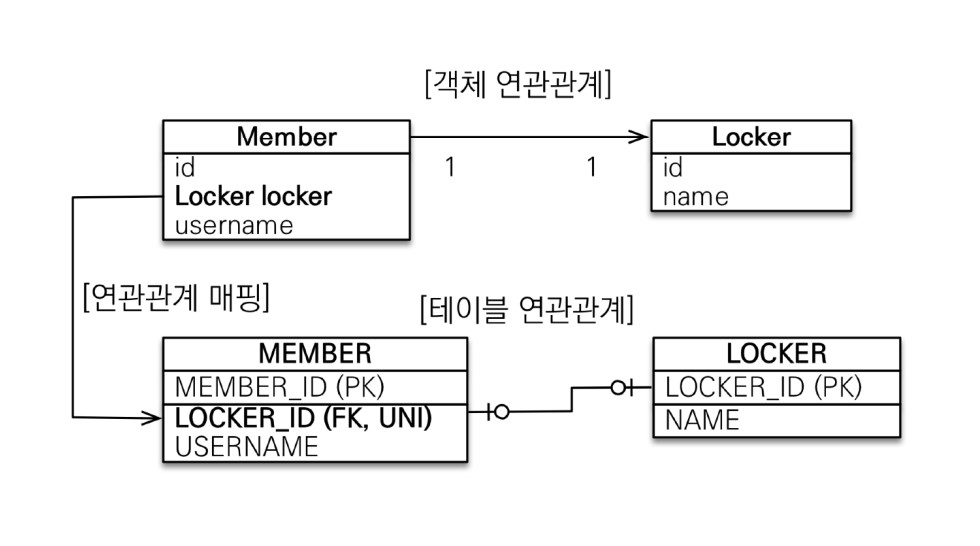 [객체 연관관계]
Member
id
Locker locker
username
1
1
Locker
id
name
[연관관계 매핑]
[테이블 연관관계]
MEMBER
MEMBER_ID (PK)
LOCKER_ID (FK, UNI)
USERNAME
LOCKER
LOCKER_ID (PK)
NAME